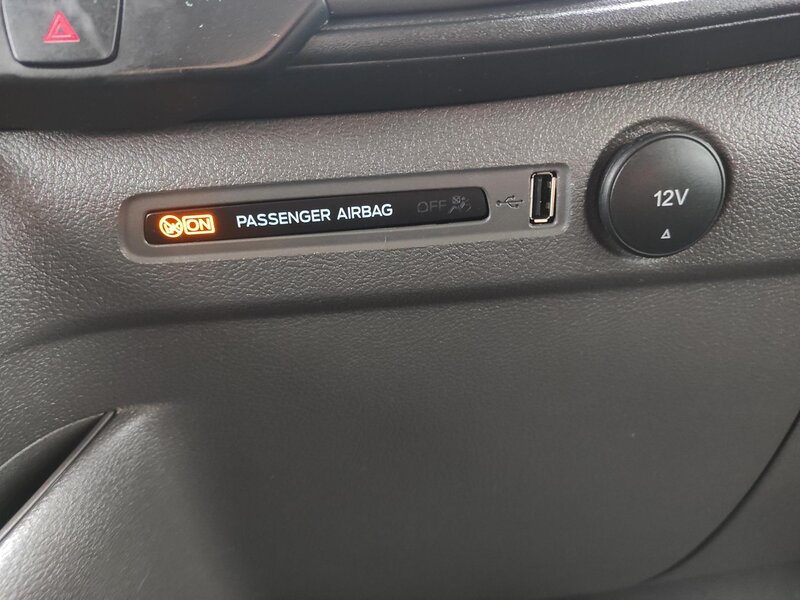 ON PASSENGER AIRBAG OFF
12V